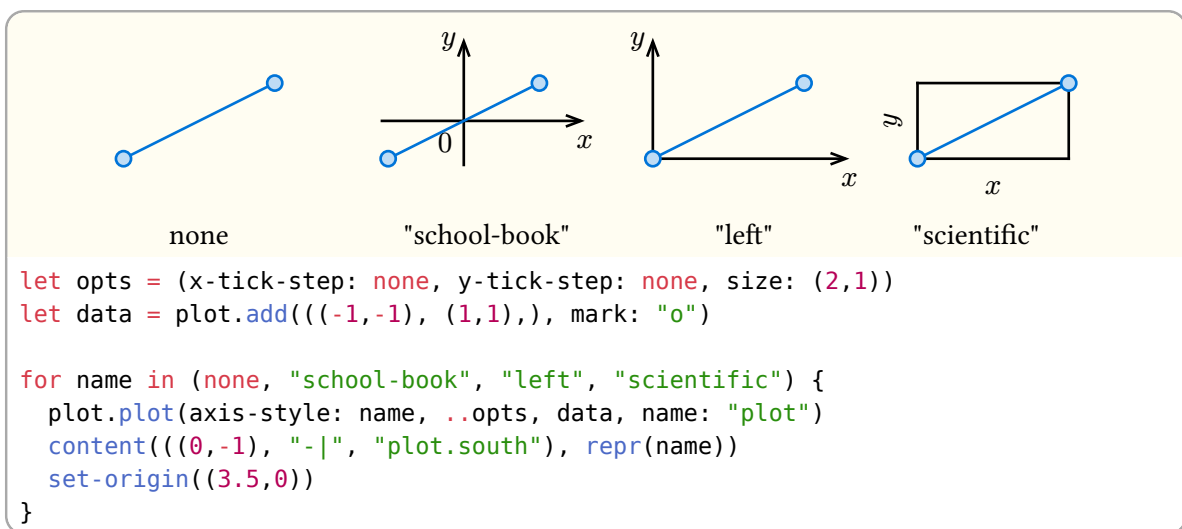 y
y
y
0
x
x
x
none
"school-book"
"left"
"scientific"
let opts = (x-tick-step: none, y-tick-step: none, size: (2,1))
let data = plot.add(((-1,-1), (1,1),), mark: "o")
for name in (none, "school-book", "left", "scientific") {
  plot.plot(axis-style: name, ..opts, data, name: "plot")
  content(((0,-1), "-|", "plot.south"), repr(name))
  set-origin((3.5,0))
}